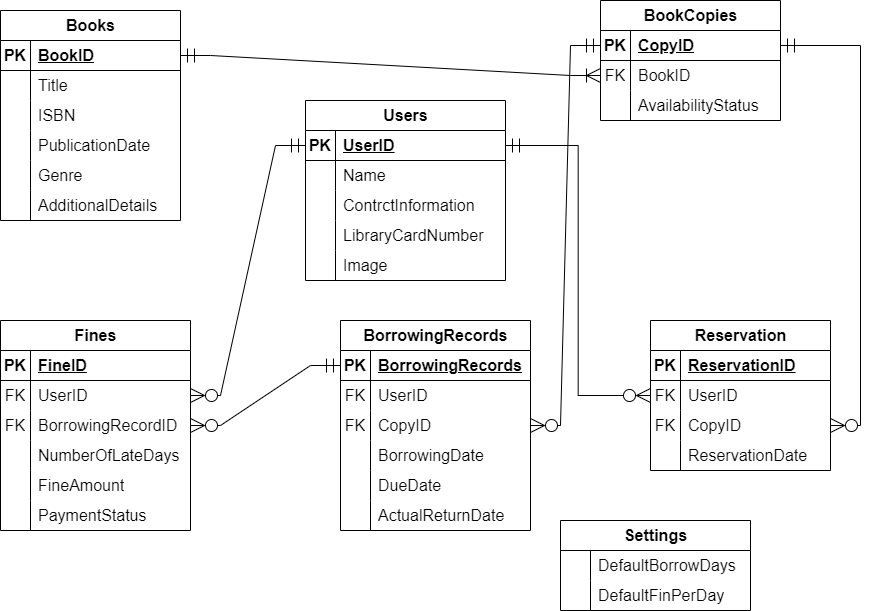 Books
PK BookID
Title
ISBN
PublicationDate
Genre
AdditionalDetails
BookCopies
PK CopyID
FK BookID
AvailabilityStatus
Users
PK UserID
Name
ContrctInformation
LibraryCardNumber
Image
Fines
PK FineID
FK UserID
FK BorrowingRecordID
NumberOfLateDays
FineAmount
PaymentStatus
BorrowingRecords
PK BorrowingRecords
FK UserID
FK CopyID
BorrowingDate
DueDate
ActualReturnDate
Reservation
PK ReservationID
FK UserID
FK CopyID
ReservationDate
Settings
DefaultBorrowDays
DefaultFinPerDay